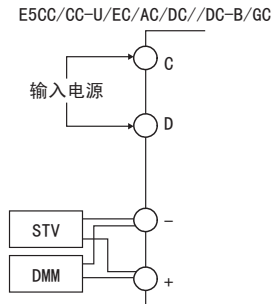 E5CC/CC-U/EC/AC/DC//DC-B/GC
C
输入电源
D
-
STV
DMM
+